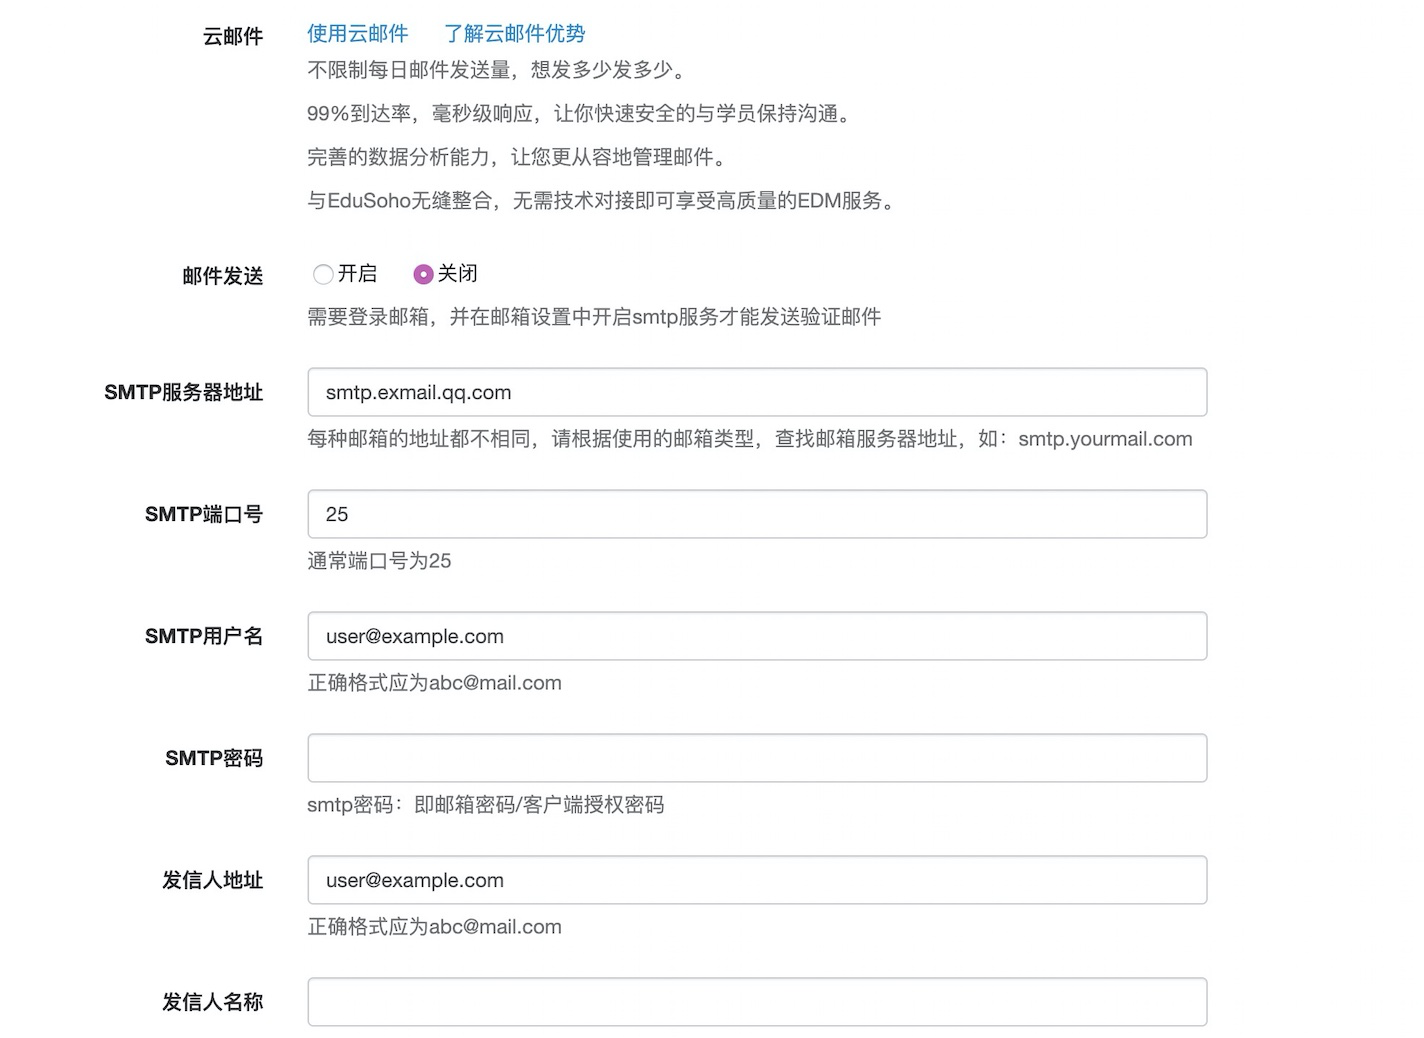 云邮件 使用云邮件 了解云邮件优势
不限制每日邮件发送量，想发多少发多少。
99%到达率，毫秒级响应，让你快速安全的与学员保持沟通。
完善的数据分析能力，让您更从容地管理邮件。
与EduSoho无缝整合，无需技术对接即可享受高质量的EDM服务。
邮件发送 开启 关闭
需要登录邮箱，并在邮箱设置中开启smtp服务才能发送验证邮件
SMTP服务器地址 smtp.exmail.qq.com
每种邮箱的地址都不相同，请根据使用的邮箱类型，查找邮箱服务器地址，如：smtp.yourmail.com
SMTP端口号 25
通常端口号为25
SMTP用户名 user@example.com
正确格式应为abc@mail.com
SMTP密码
smtp密码：即邮箱密码/客户端授权密码
发信人地址 user@example.com
正确格式应为abc@mail.com
发信人名称